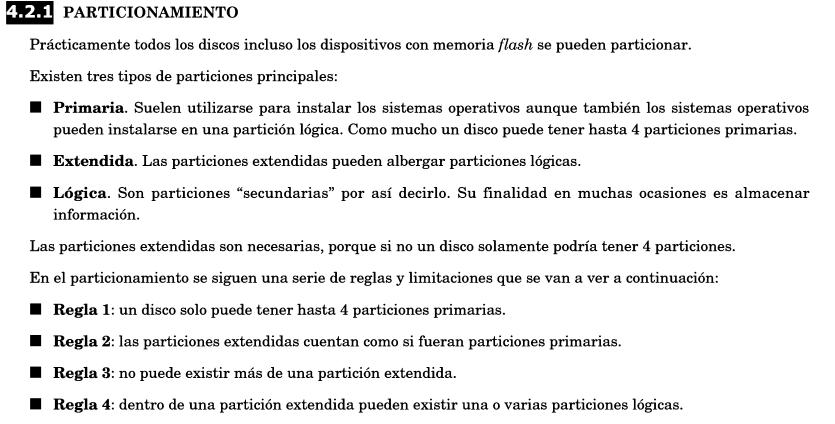 4.2.1 PARTICIONAMIENTO
Prácticamente todos los discos incluso los dispositivos con memoria flash se pueden particionar.
Existen tres tipos de particiones principales:
■ Primaria. Suelen utilizarse para instalar los sistemas operativos aunque también los sistemas operativos
pueden instalarse en una partición lógica. Como mucho un disco puede tener hasta 4 particiones primarias.
■ Extendida. Las particiones extendidas pueden albergar particiones lógicas.
■ Lógica. Son particiones “secundarias” por así decirlo. Su finalidad en muchas ocasiones es almacenar
información.
Las particiones extendidas son necesarias, porque si no un disco solamente podría tener 4 particiones.
En el particionamiento se siguen una serie de reglas y limitaciones que se van a ver a continuación:
■ Regla 1: un disco solo puede tener hasta 4 particiones primarias.
■ Regla 2: las particiones extendidas cuentan como si fueran particiones primarias.
■ Regla 3: no puede existir más de una partición extendida.
■ Regla 4: dentro de una partición extendida pueden existir una o varias particiones lógicas.